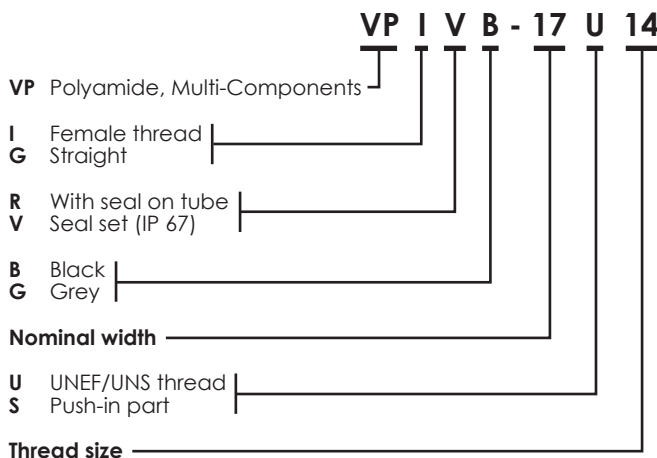 VP I V B - 17 U 14
VP Polyamide, Multi-Components
I Female thread
G Straight
R With seal on tube
V Seal set (IP 67)
B Black
G Grey
Nominal width
U UNEF/UNS thread
S Push-in part
Thread size